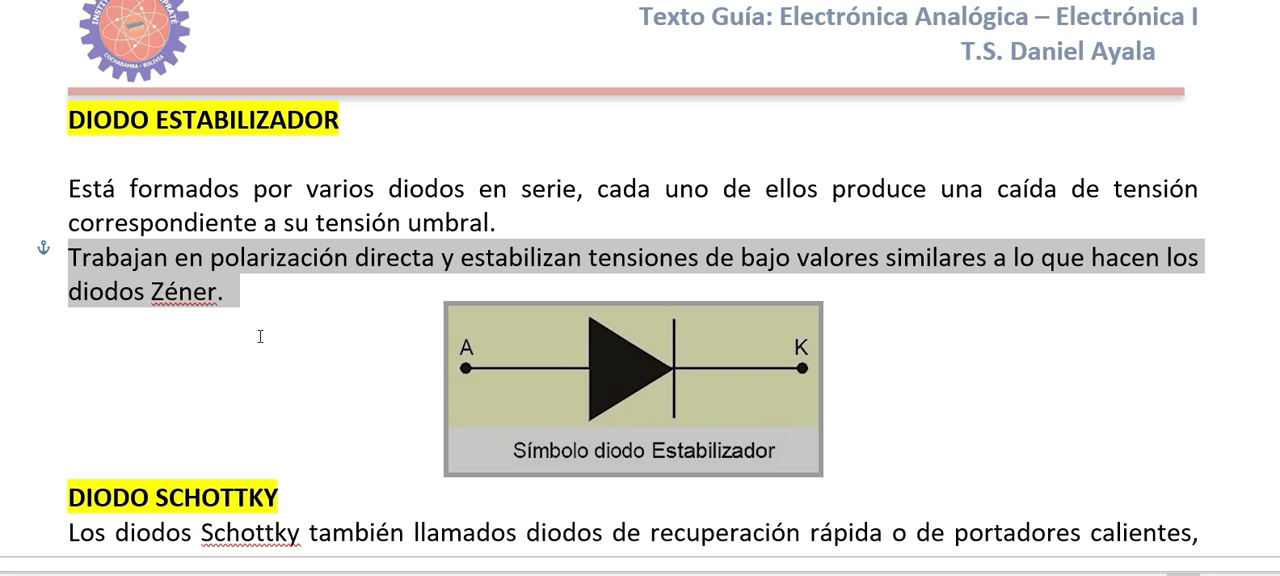 Texto Guía: Electrónica Analógica – Electrónica I
T.S. Daniel Ayala
COCHABAMBA - BOLIVIA
DIODO ESTABILIZADOR
Está formados por varios diodos en serie, cada uno de ellos produce una caída de tensión
correspondiente a su tensión umbral.
Trabajan en polarización directa y estabilizan tensiones de bajo valores similares a lo que hacen los
diodos Zéner.
A K
Símbolo diodo Estabilizador
DIODO SCHOTTKY
Los diodos Schottky también llamados diodos de recuperación rápida o de portadores calientes,